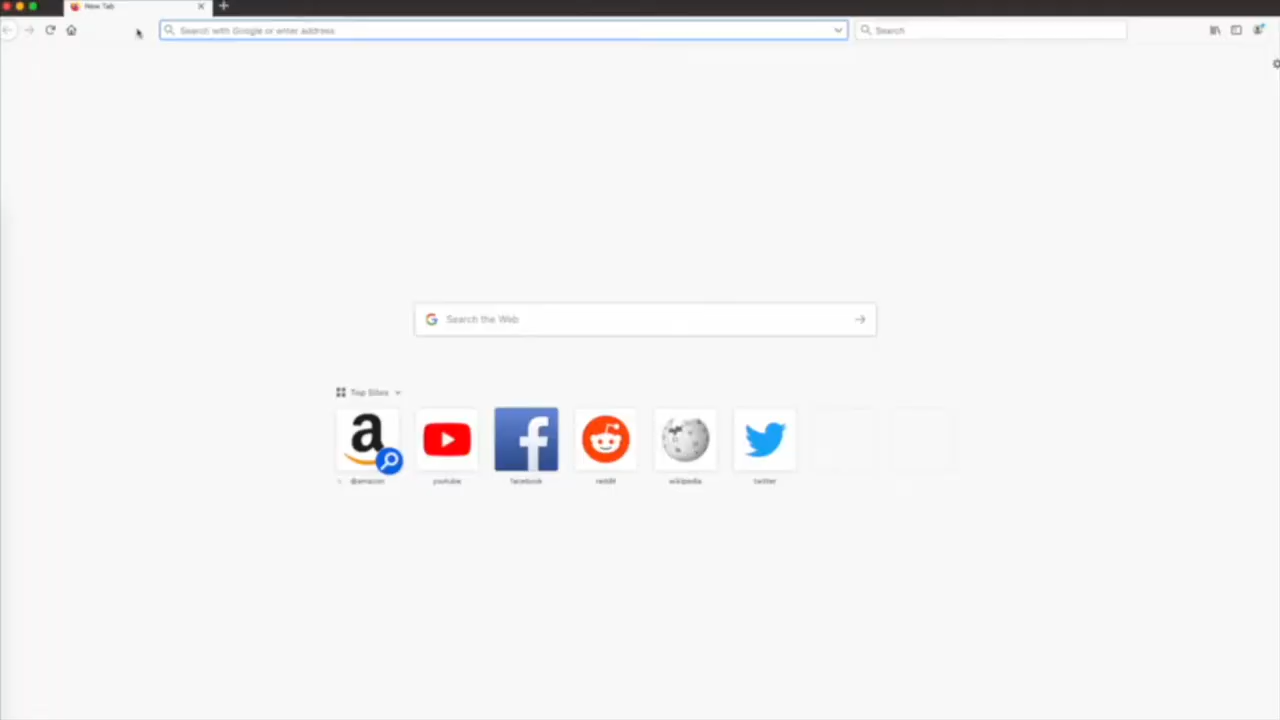 New Tab
Search with Google or enter address
Search
Search the Web
Top Sites
@amazon
youtube
facebook
reddit
wikipedia
twitter